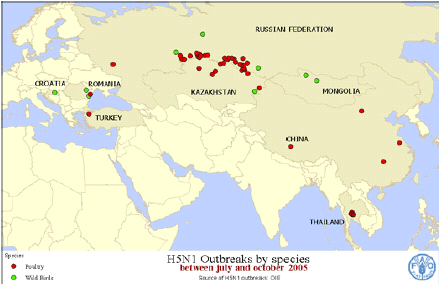 RUSSIAN FEDERATION
CROATIA
ROMANIA
KAZAKHSTAN
MONGOLIA
TURKEY
CHINA
THAILAND
H5N1 Outbreaks by species
between july and october 2005
Source of H5N1 outbreaks: OIE
Species
Poultry
Wild Birds